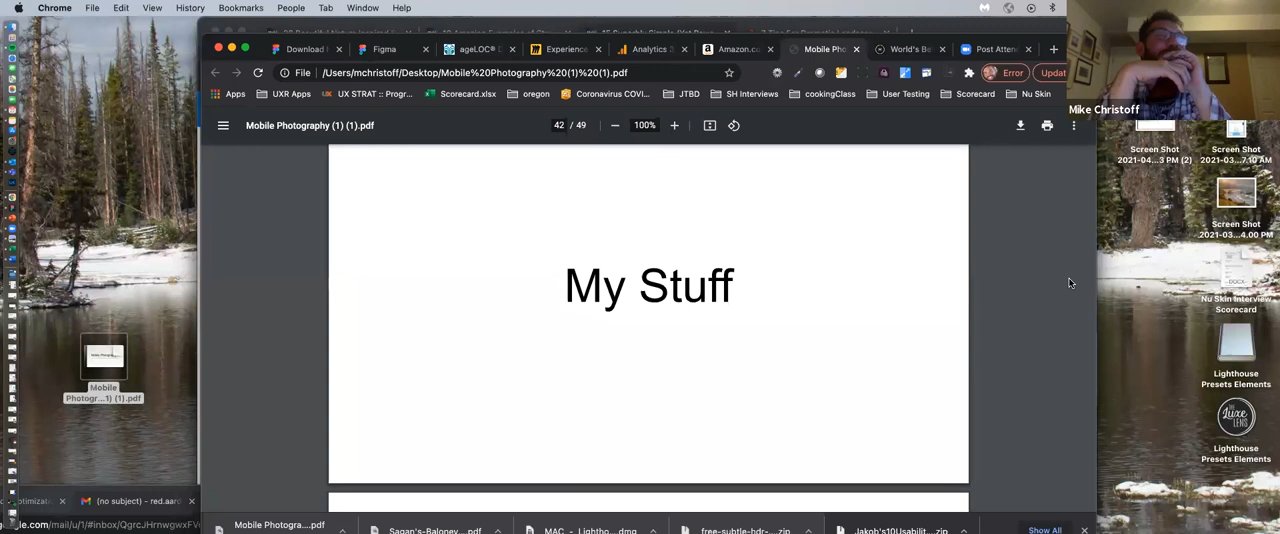 Chrome File Edit View History Bookmarks People Tab Window Help
Download Figma ageLOC® Experience Analytics Amazon.co Mobile Pho World's Be Post Atten
File /Users/mchristoff/Desktop/Mobile%20Photography%20(1)%20(1).pdf Error Updat
Apps UXR Apps UX STRAT :: Progr... Scorecard.xlsx oregon Coronavirus COVI... JTBD SH Interviews cookingClass User Testing Scorecard Nu Skin
Mike Christoff
Mobile Photography (1) (1).pdf 42 / 49 100%
My Stuff
Screen Shot
2021-04...3 PM (2)
Screen Shot
2021-03...7.10 AM
Screen Shot
2021-03...4.00 PM
DOCX
Nu Skin Interview
Scorecard
Lighthouse
Presets Elements
Luxe
LENS
Lighthouse
Presets Elements
Mobile
Photogr...1) (1).pdf
(no subject) - red.aard
Mobile Photogra....pdf Sagan's-Baloney....pdf MAC - Lightho....dmg free-subtle-hdr-....zip Jakob's10Usabilit....zip Show All